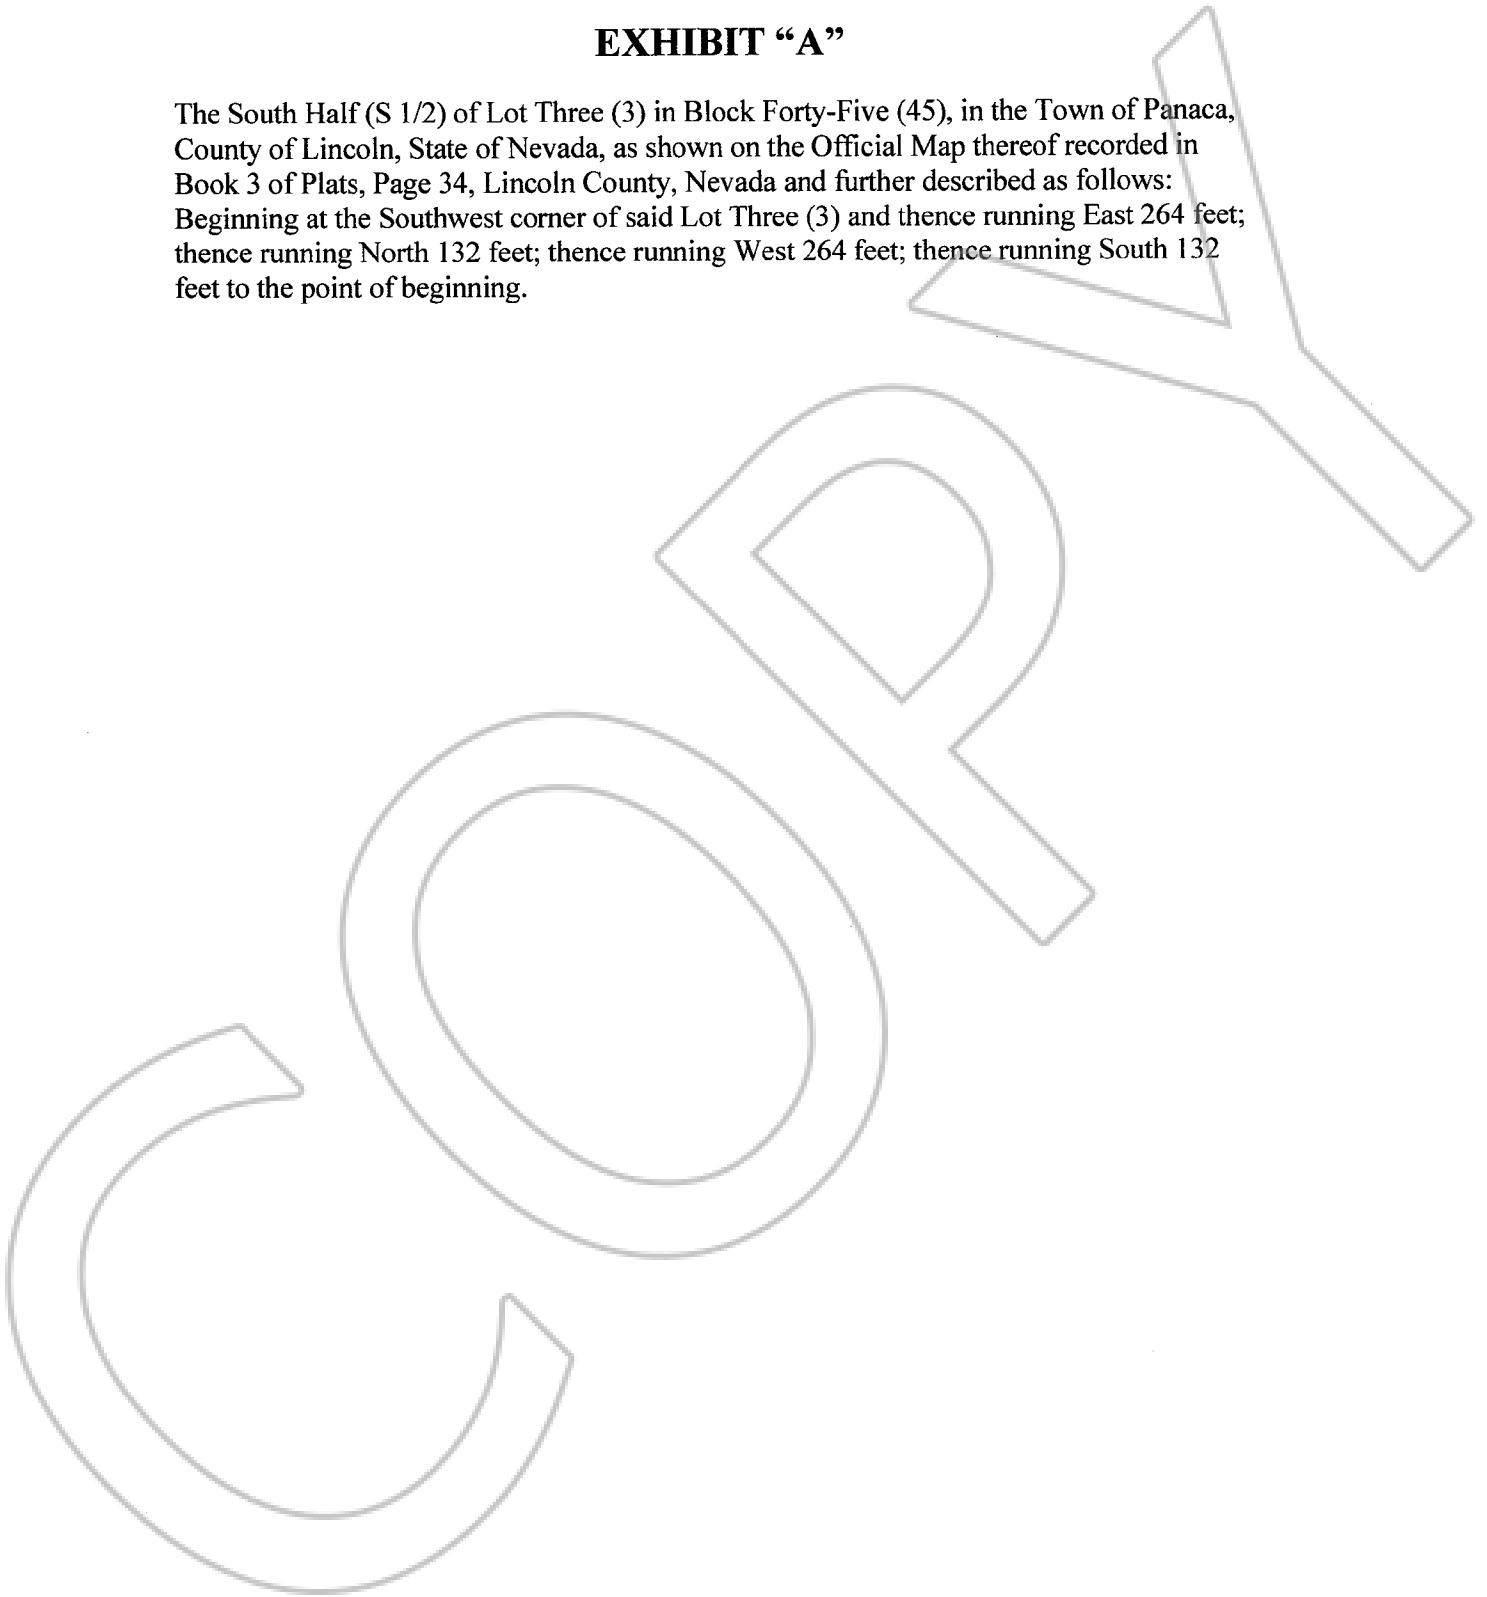 EXHIBIT “A”
The South Half (S 1/2) of Lot Three (3) in Block Forty-Five (45), in the Town of Panaca,
County of Lincoln, State of Nevada, as shown on the Official Map thereof recorded in
Book 3 of Plats, Page 34, Lincoln County, Nevada and further described as follows:
Beginning at the Southwest corner of said Lot Three (3) and thence running East 264 feet;
thence running North 132 feet; thence running West 264 feet; thence running South 132
feet to the point of beginning.
COPY